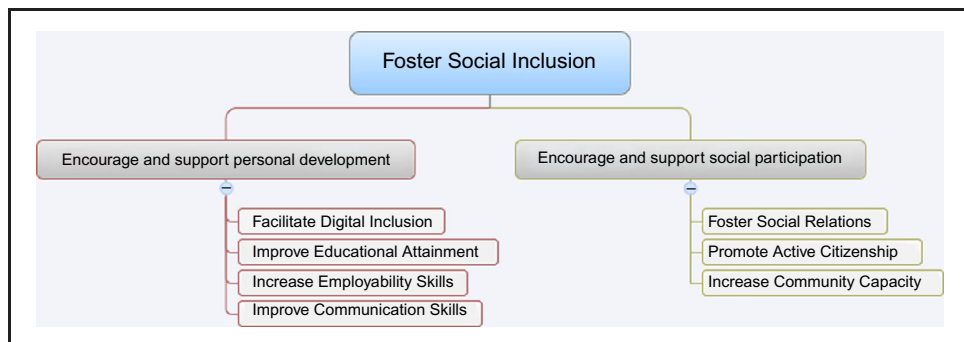 Foster Social Inclusion
Encourage and support personal development
Facilitate Digital Inclusion
Improve Educational Attainment
Increase Employability Skills
Improve Communication Skills
Encourage and support social participation
Foster Social Relations
Promote Active Citizenship
Increase Community Capacity